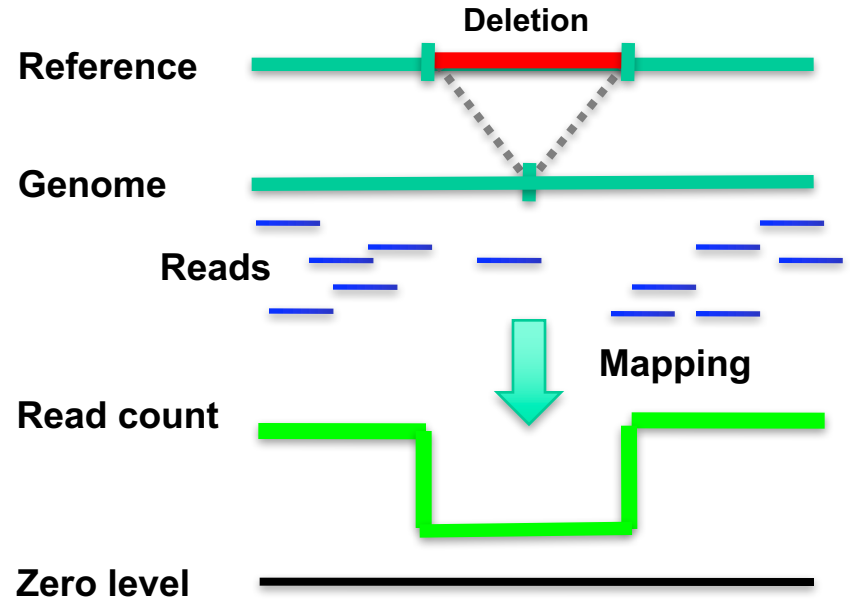 Deletion
Reference
Genome
Reads
Mapping
Read count
Zero level